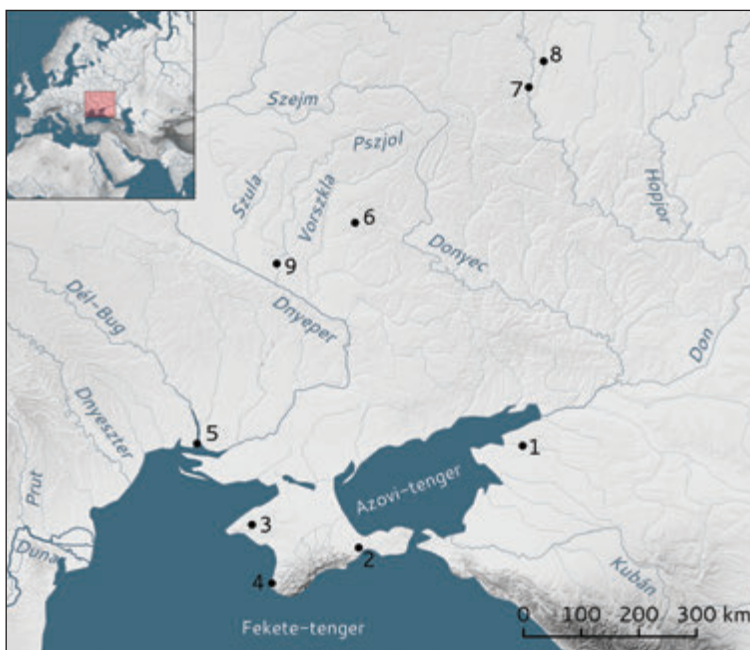 8
7
Szejm
Pszjol
Szula
Vorszkla
Hopjor
6
Donyec
9
Dél-Bug
Dnyeper
Don
Dnyeszter
5
1
Azovi-tenger
Prut
3
2
Duna
Kubán
4
0 100 200 300 km
Fekete-tenger